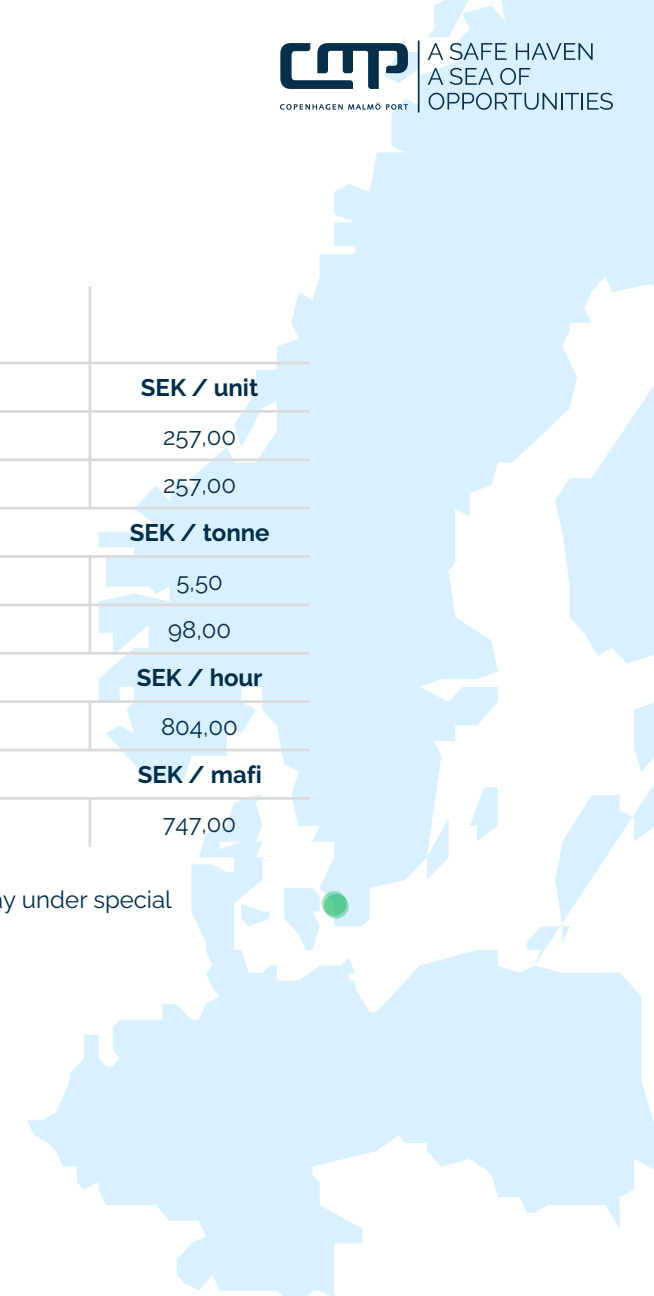 cmp
COPENHAGEN MALMÖ PORT
A SAFE HAVEN
A SEA OF
OPPORTUNITIES
SEK / unit
257,00
257,00
SEK / tonne
5,50
98,00
SEK / hour
804,00
SEK / mafi
747,00
under special